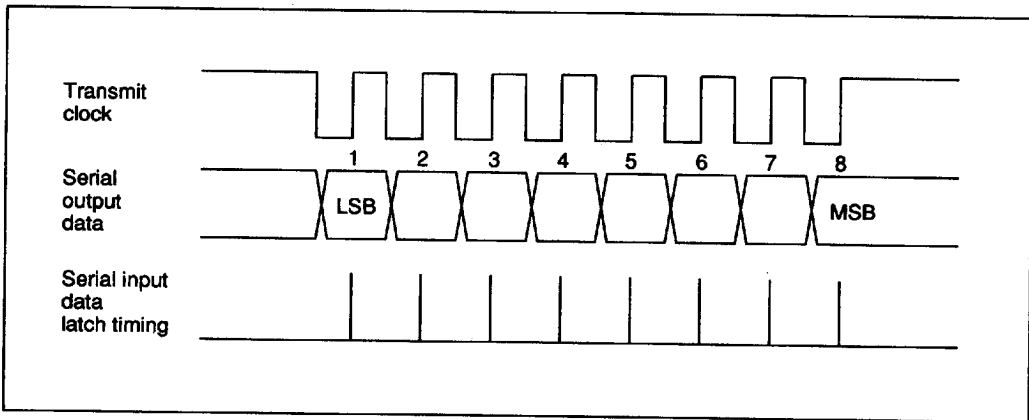 Transmit
clock
1 2 3 4 5 6 7 8
Serial
output
data
LSB
MSB
Serial input
data
latch timing